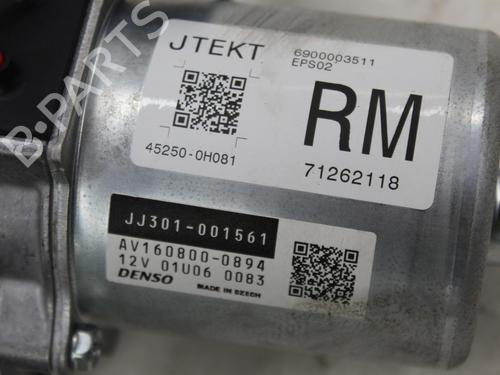 JTEKT
6900003511
EPS02
RM
45250-0H081
71262118
JJ301-001561
AV160800-0894
12V 01U06 0083
DENSO
MADE IN CZECH
B-PARTS